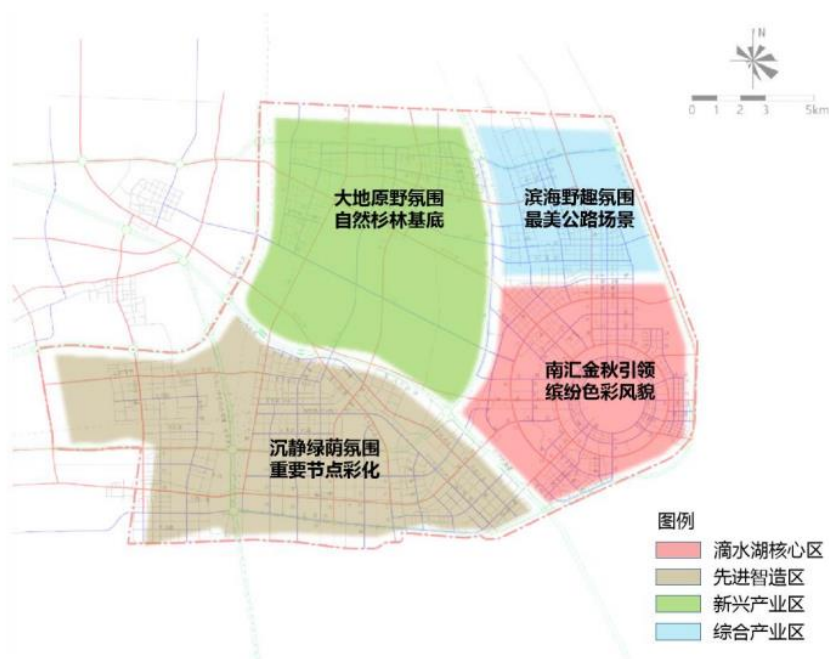 N
0 1 2 3 5km
大地原野氛围
自然杉林基底
滨海野趣氛围
最美公路场景
南汇金秋引领
缤纷色彩风貌
沉静绿荫氛围
重要节点彩化
图例
滴水湖核心区
先进智造区
新兴产业区
综合产业区